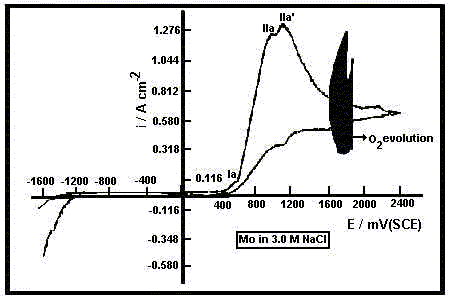 IIa'
IIa
1.276
1.044
0.812
0.580
0.318
0.116
Ia
-0.116
-0.348
-0.580
i / A cm-2
-1600
-1200
-400
400
800
1200
1600
2000
2400
E / mV(SCE)
O2 evolution
Mo in 3.0 M NaCl